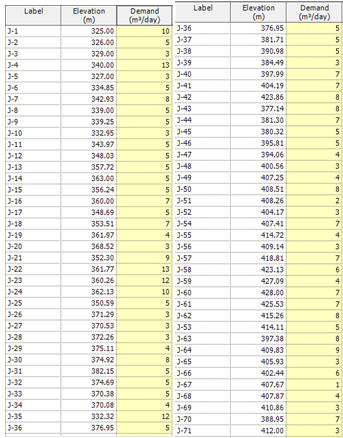 Label Elevation (m) Demand (m³/day)
J-1 325.00 10
J-2 326.00 5
J-3 329.00 3
J-4 340.00 13
J-5 327.00 3
J-6 334.85 5
J-7 342.93 8
J-8 339.00 5
J-9 339.25 5
J-10 332.95 3
J-11 343.97 5
J-12 348.03 5
J-13 357.72 5
J-14 363.00 5
J-15 356.24 5
J-16 360.00 7
J-17 348.69 5
J-18 353.51 7
J-19 361.97 4
J-20 368.52 3
J-21 352.30 9
J-22 361.77 13
J-23 360.26 12
J-24 362.13 10
J-25 350.59 5
J-26 371.29 3
J-27 370.53 3
J-28 372.26 3
J-29 375.11 4
J-30 374.92 8
J-31 382.15 5
J-32 374.69 5
J-33 370.38 5
J-34 370.08 4
J-35 332.32 12
J-36 376.95 5
Label Elevation (m) Demand (m³/day)
J-36 376.95 5
J-37 381.71 5
J-38 390.98 5
J-39 384.49 3
J-40 397.99 7
J-41 404.19 7
J-42 423.86 8
J-43 377.14 8
J-44 381.30 7
J-45 380.32 5
J-46 395.81 5
J-47 394.06 4
J-48 400.56 3
J-49 407.25 4
J-50 408.51 8
J-51 408.26 2
J-52 404.17 3
J-54 407.41 7
J-55 414.72 4
J-56 409.14 3
J-57 418.81 7
J-58 423.13 6
J-59 427.09 4
J-60 428.00 7
J-61 425.53 7
J-62 415.26 8
J-53 414.11 5
J-63 397.38 8
J-64 409.83 9
J-65 405.93 3
J-66 402.44 6
J-67 407.67 1
J-68 407.87 4
J-69 410.86 3
J-70 388.95 7
J-71 412.00 3